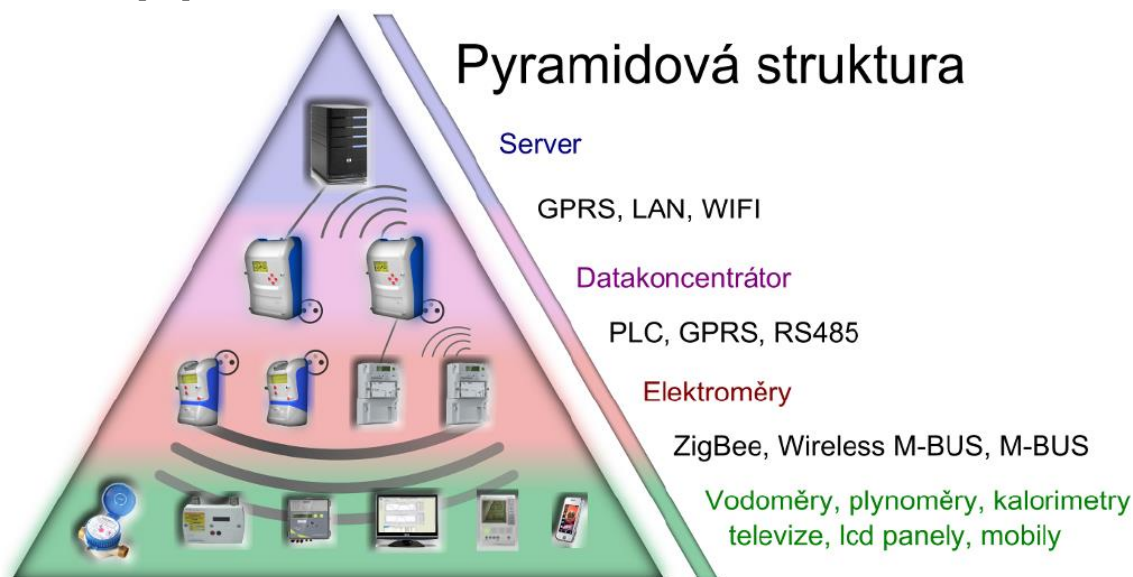 Pyramidová struktura
Server
GPRS, LAN, WIFI
Datakoncentrátor
PLC, GPRS, RS485
Elektroměry
ZigBee, Wireless M-BUS, M-BUS
Vodoměry, plynoměry, kalorimetry
televize, lcd panely, mobily